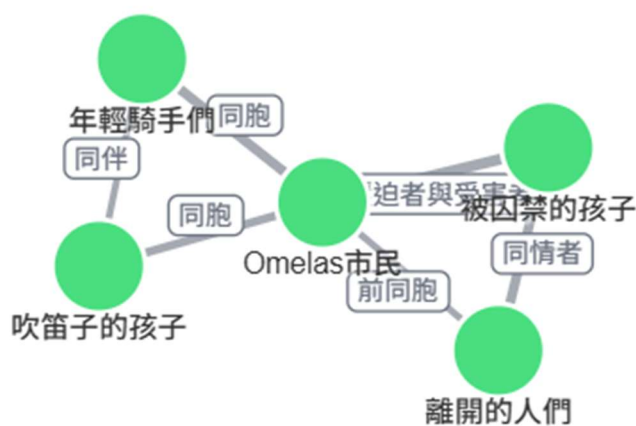 年輕騎手們
同胞
同伴
迫者與受害
被囚禁的孩子
同胞
同情者
Omelas市民
前同胞
吹笛子的孩子
離開的人們